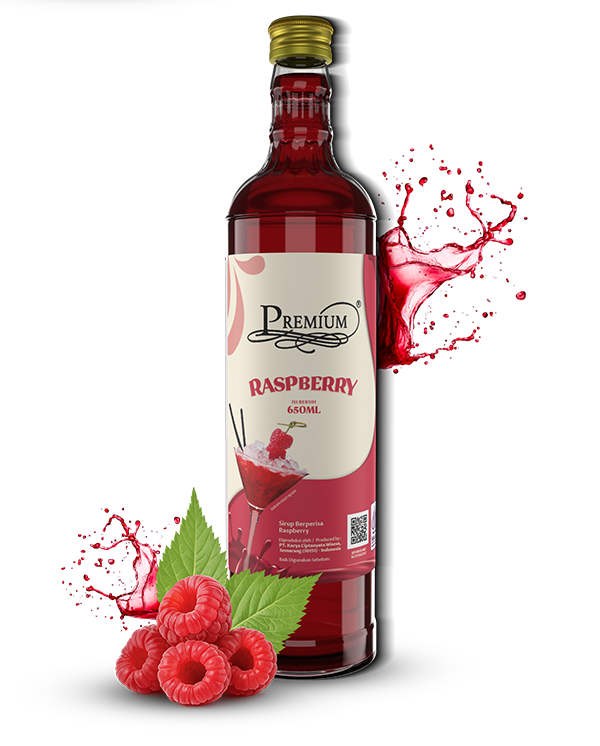 PREMIUM®
RASPBERRY
ISI BERSIH
650ML
Sirup Berperisa
Raspberry
Diproduksi oleh / Produced by :
PT. Karya Ciptanyata Wisesa,
Semarang (50193) - Indonesia
Baik Digunakan Sebelum: